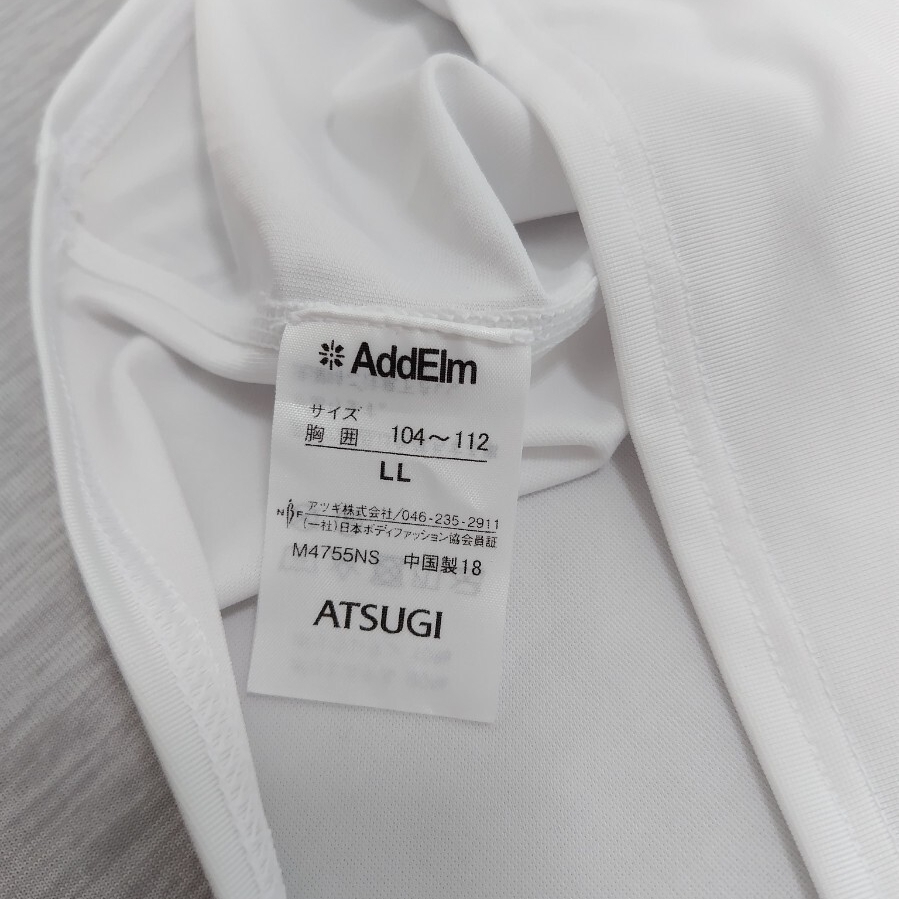 AddElm
サイズ
胸囲 104～112
LL
NBF アツギ株式会社/046-235-2911
(一社)日本ボディファッション協会員証
M4755NS 中国製18
ATSUGI